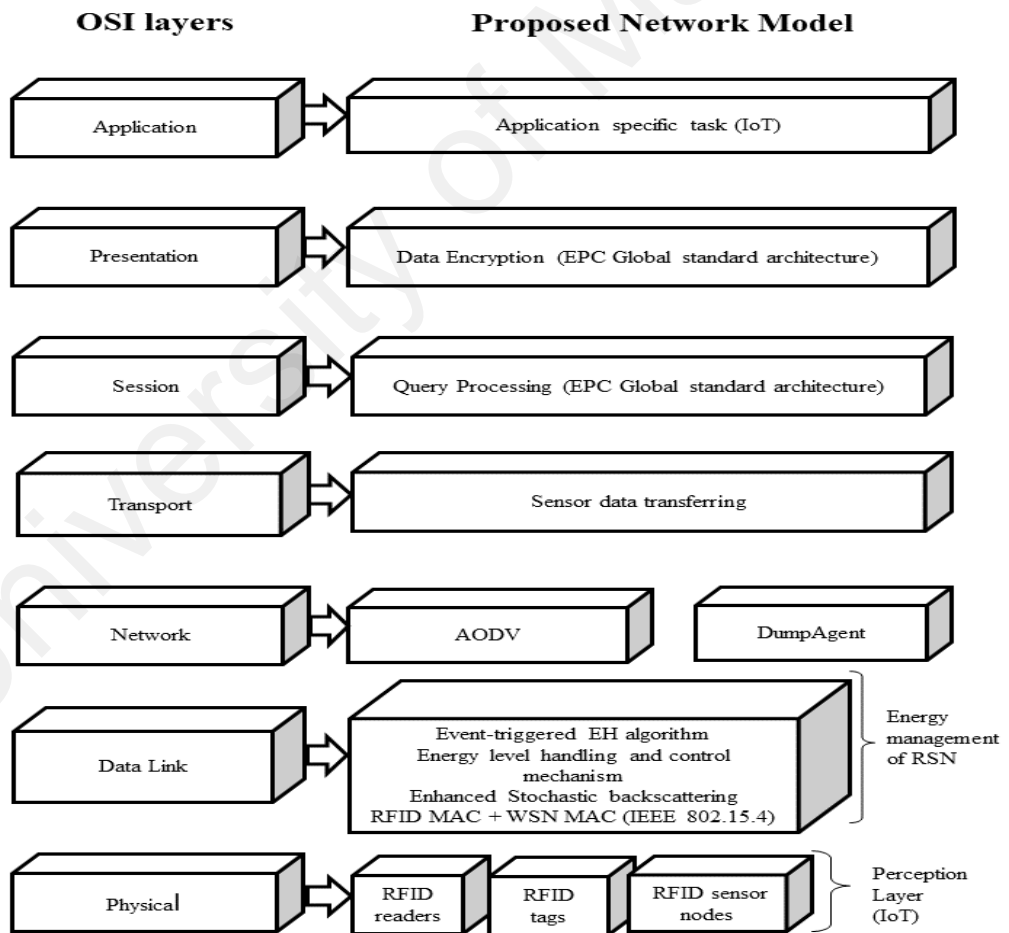 OSI layers
Proposed Network Model
Application
Application specific task (IoT)
Presentation
Data Encryption (EPC Global standard architecture)
Session
Query Processing (EPC Global standard architecture)
Transport
Sensor data transferring
Network
AODV
DumpAgent
Data Link
Event-triggered EH algorithm
Energy level handling and control
mechanism
Enhanced Stochastic backscattering
RFID MAC + WSN MAC (IEEE 802.15.4)
Energy
management
of RSN
Physical
RFID
readers
RFID
tags
RFID sensor
nodes
Perception
Layer
(IoT)
University of